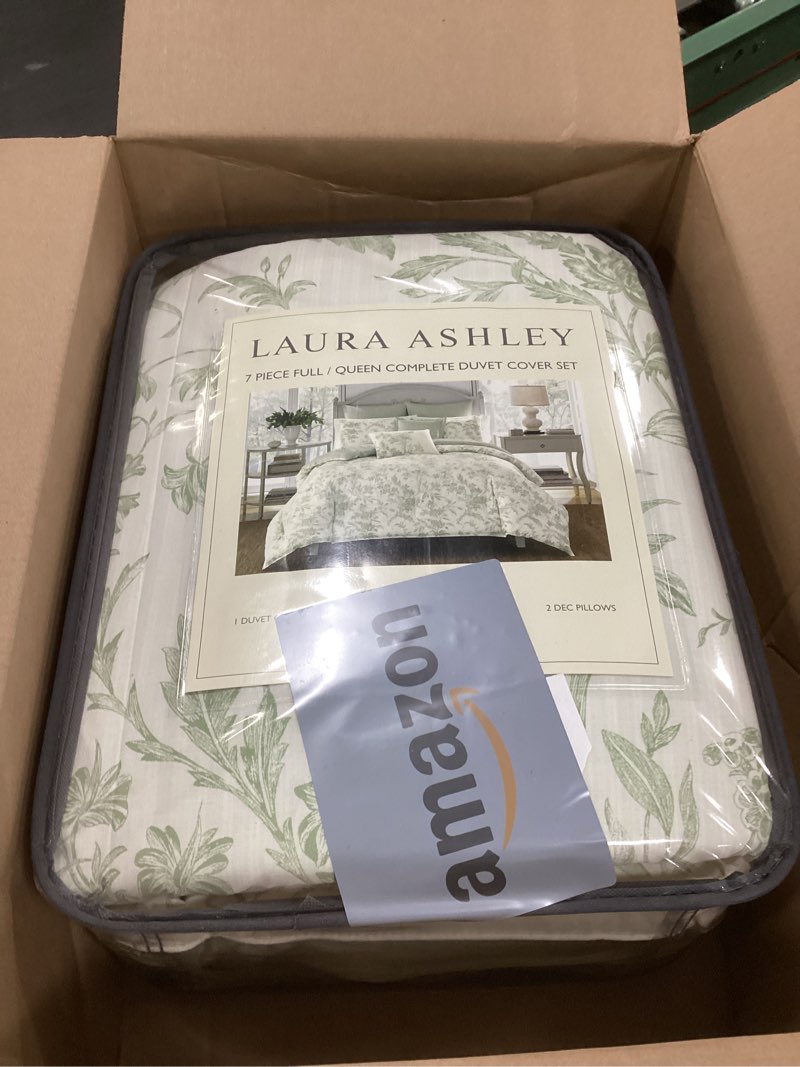 LAURA ASHLEY
7 PIECE FULL / QUEEN COMPLETE DUVET COVER SET
1 DUVET
2 DEC PILLOWS
amazon